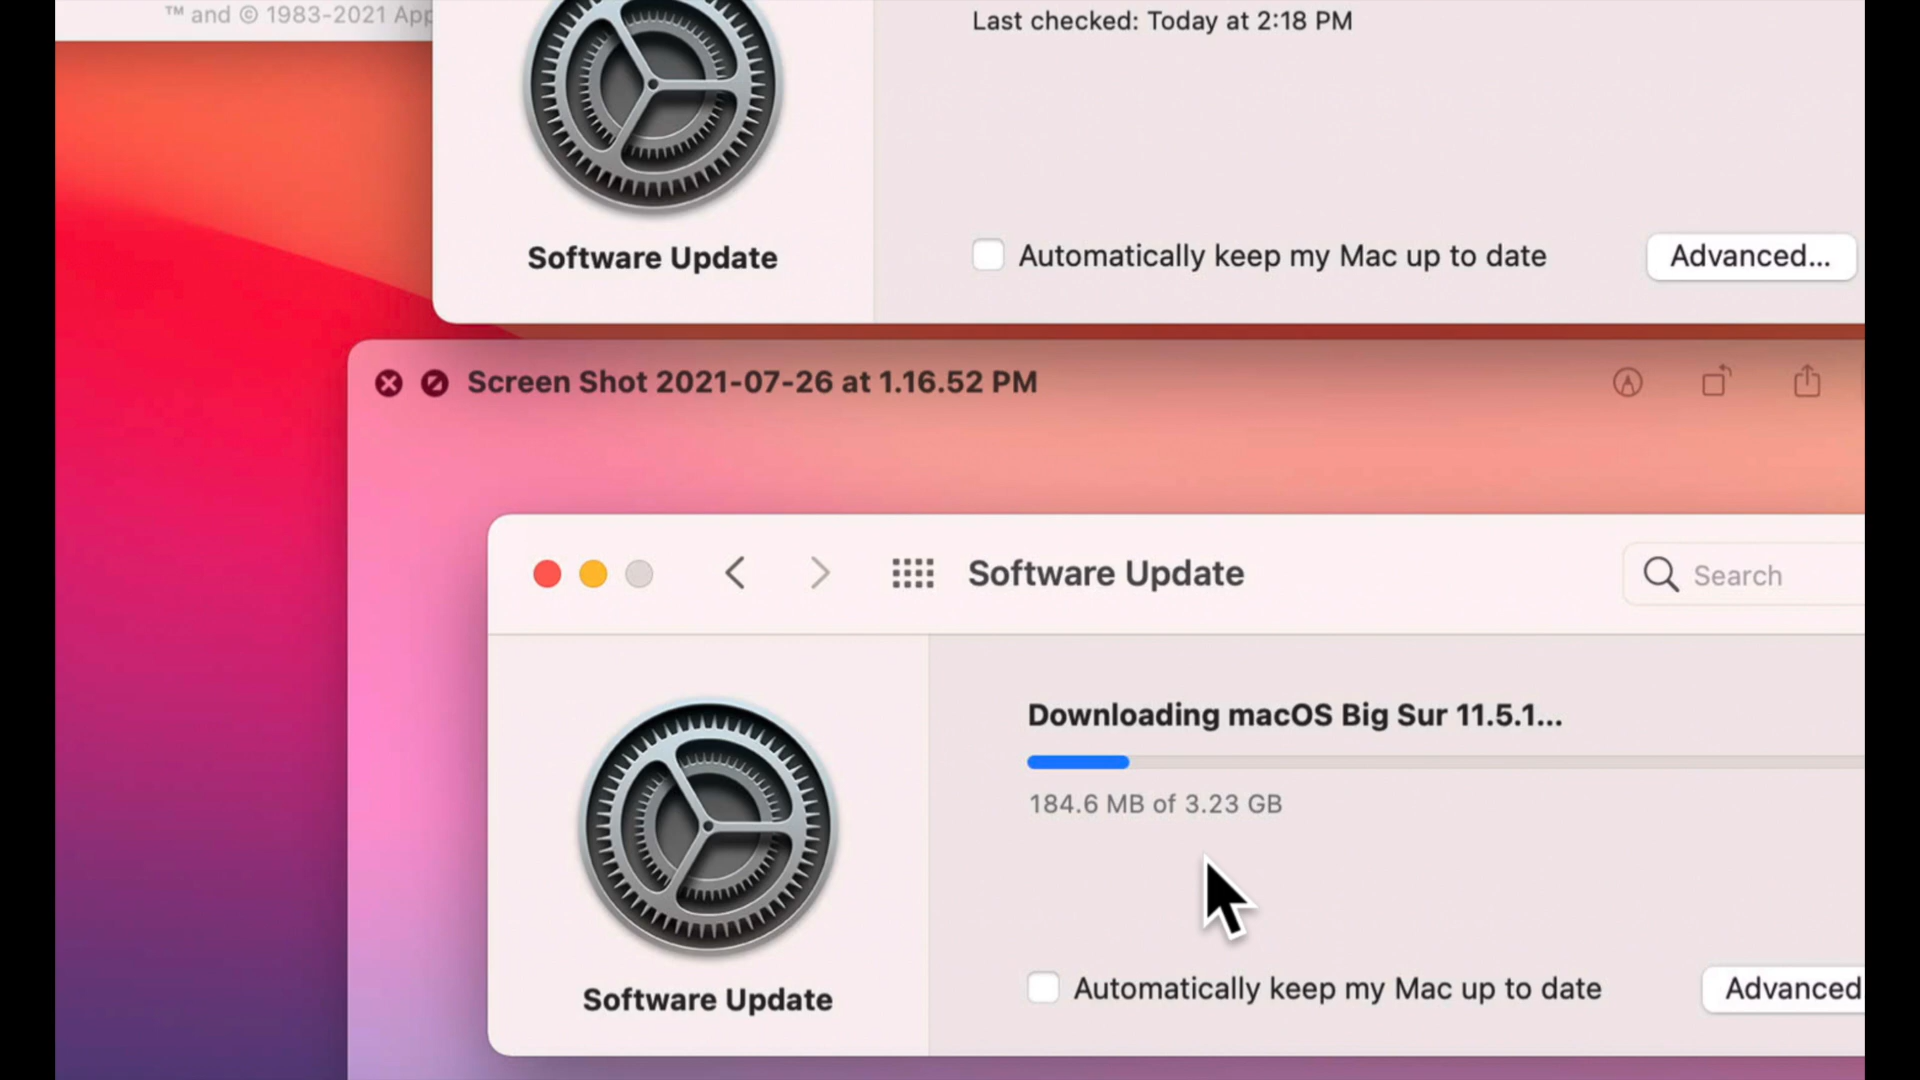 ™ and © 1983-2021 App
Last checked: Today at 2:18 PM
Software Update
Automatically keep my Mac up to date
Advanced...
Screen Shot 2021-07-26 at 1.16.52 PM
Software Update
Search
Downloading macOS Big Sur 11.5.1...
184.6 MB of 3.23 GB
Automatically keep my Mac up to date
Advanced
Software Update